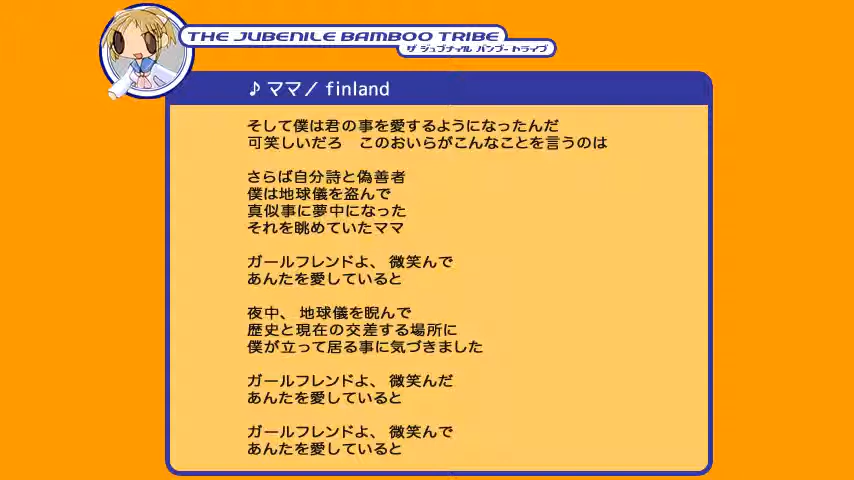 THE JUBENILE BAMBOO TRIBE
ザ ジュブナイル バンブー トライブ
♪ママ／finland
そして僕は君の事を愛するようになったんだ
可笑しいだろ　このおいらがこんなことを言うのは
さらば自分詩と偽善者
僕は地球儀を盗んで
真似事に夢中になった
それを眺めていたママ
ガールフレンドよ、微笑んで
あんたを愛していると
夜中、地球儀を睨んで
歴史と現在の交差する場所に
僕が立って居る事に気づきました
ガールフレンドよ、微笑んだ
あんたを愛していると
ガールフレンドよ、微笑んで
あんたを愛していると